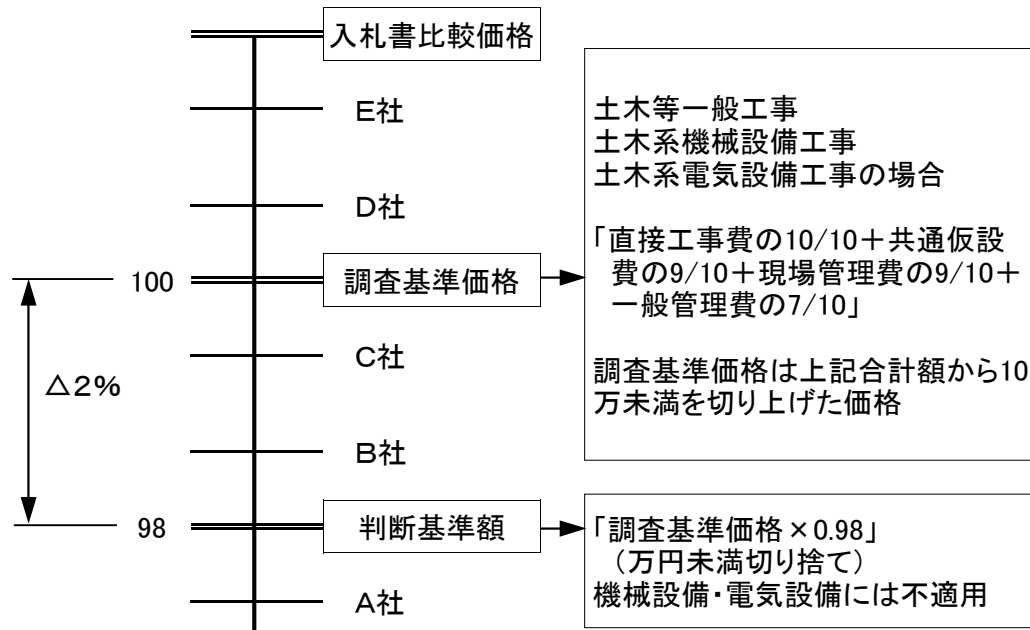 入札書比較価格
E社
D社
100
調査基準価格
C社
△2%
B社
98
判断基準額
A社
土木等一般工事
土木系機械設備工事
土木系電気設備工事の場合
「直接工事費の10/10+共通仮設
費の9/10+現場管理費の9/10+
一般管理費の7/10」
調査基準価格は上記合計額から10
万未満を切り上げた価格
「調査基準価格×0.98」
(万円未満切り捨て)
機械設備・電気設備には不適用